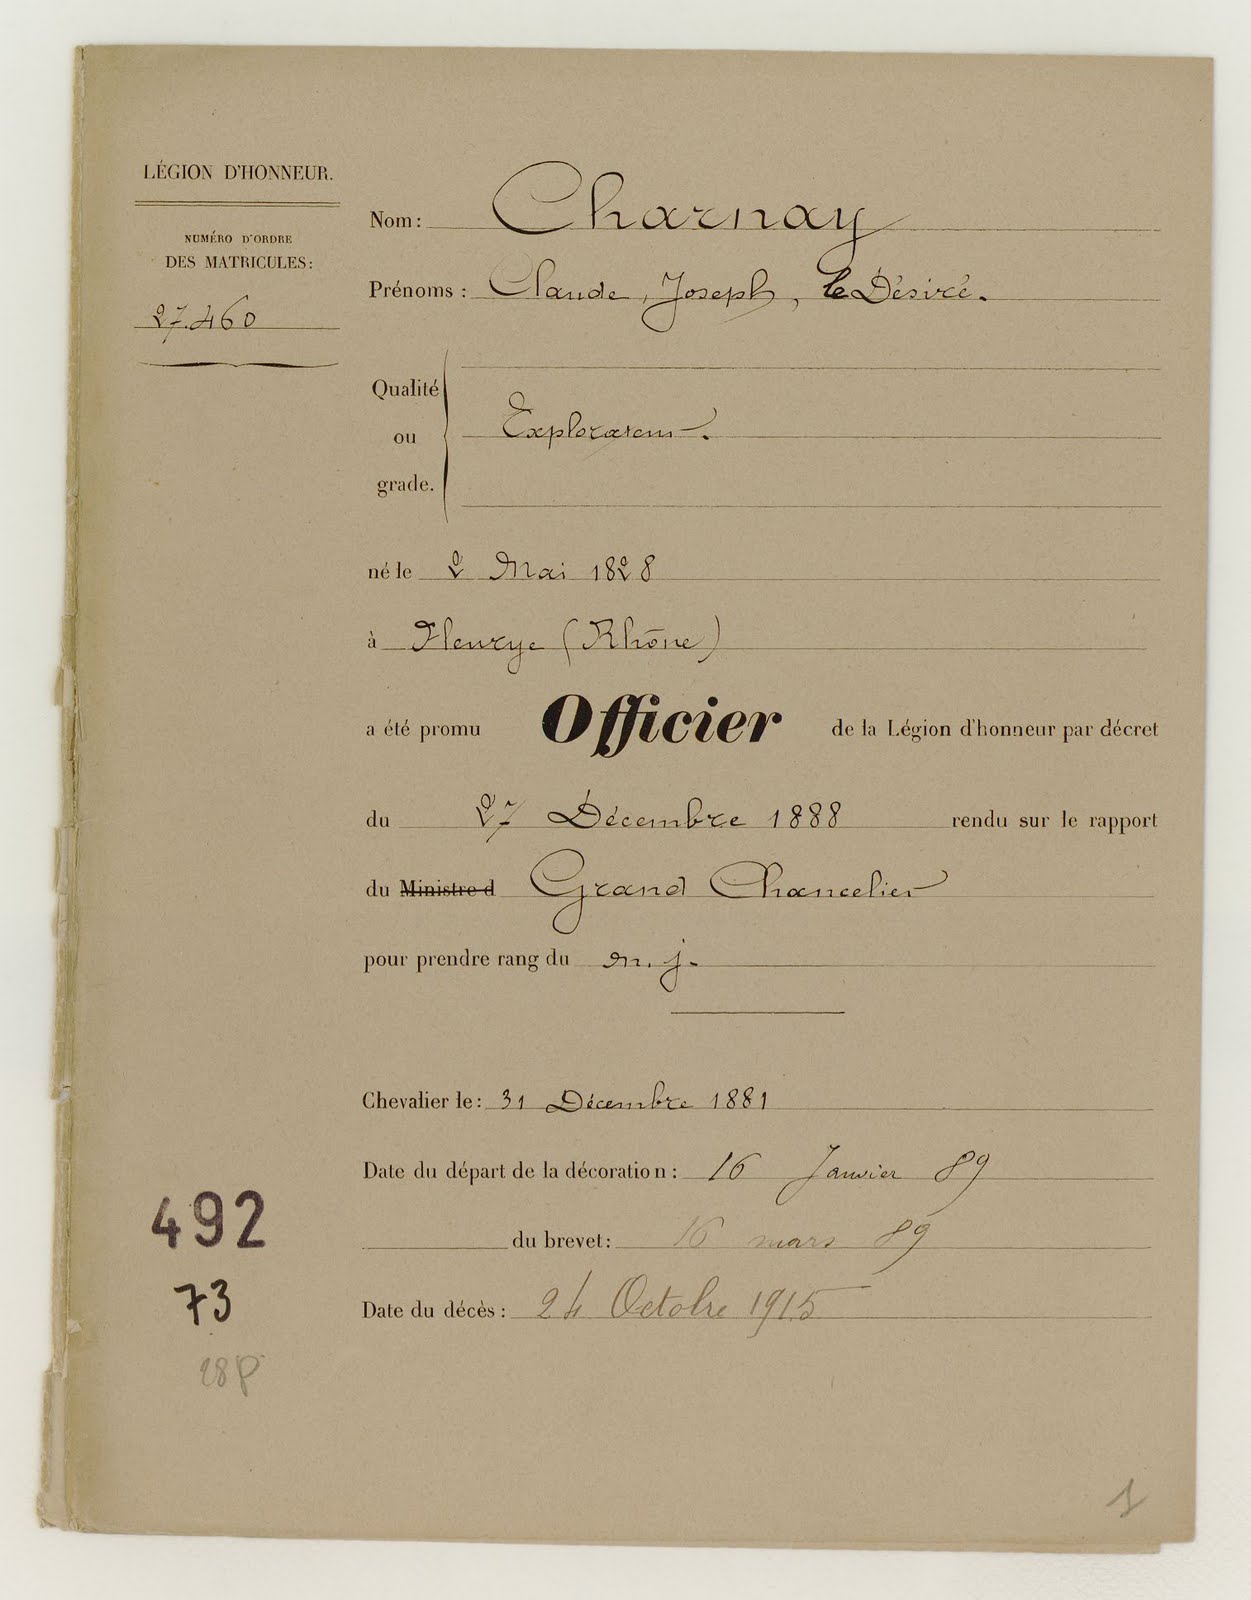 LÉGION D'HONNEUR.
NUMÉRO D'ORDRE
DES MATRICULES:
27.460
Nom: Charnay
Prénoms: Claude, Joseph, le Désiré.
Qualité
ou
grade.
Explorateur.
né le 2 Mai 1828
à Fleurye (Rhône)
a été promu Officier de la Légion d'honneur par décret
du 27 Décembre 1888 rendu sur le rapport
du Ministre d Grand Chancelier
pour prendre rang du m. j.
Chevalier le: 31 Décembre 1881
Date du départ de la décoration: 16 Janvier 89
du brevet: 16 mars 89
Date du décès: 24 Octobre 1915
492
73
28P
1